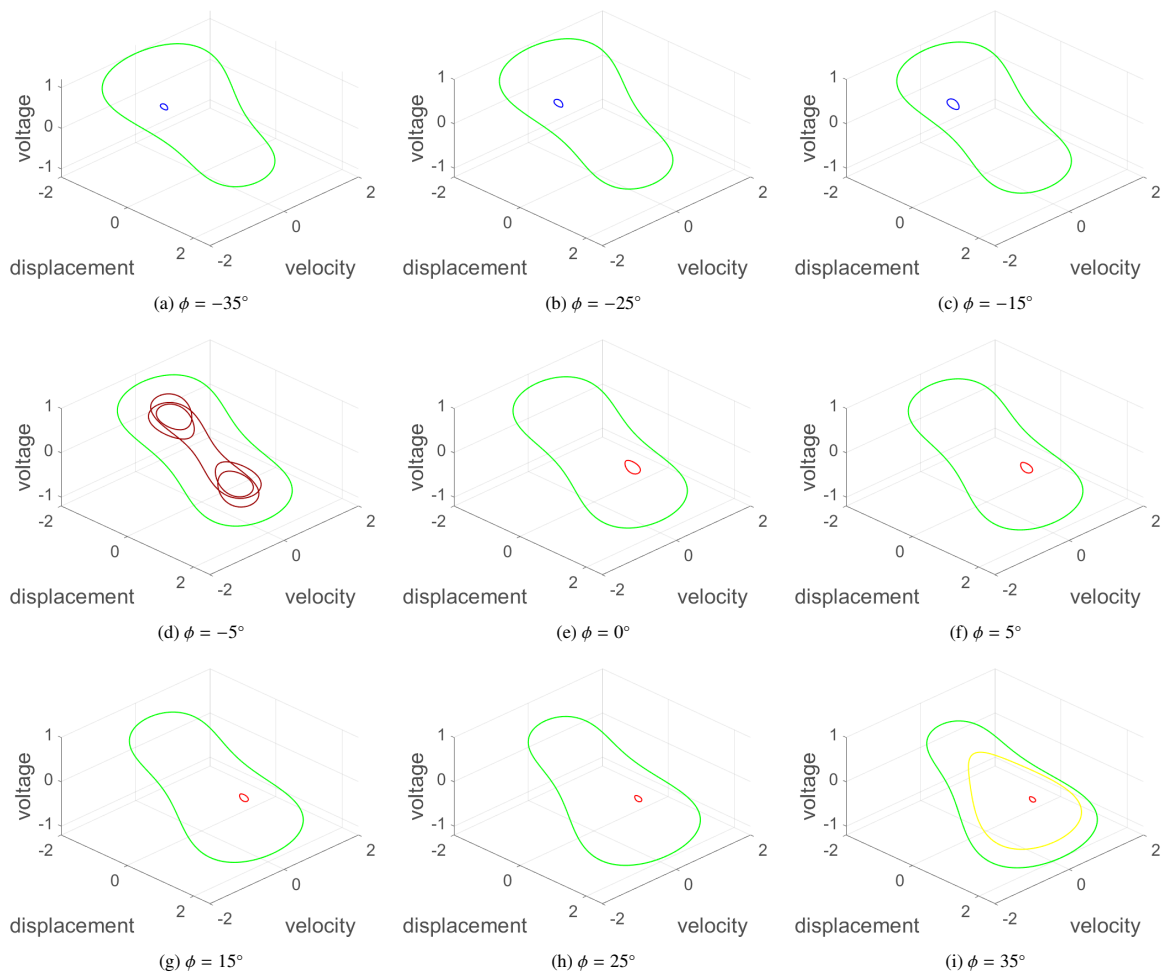 1
0
-1
voltage
-2
0
2
displacement
-2
0
2
velocity
(a) ϕ = −35°
1
0
-1
voltage
-2
0
2
displacement
-2
0
2
velocity
(b) ϕ = −25°
1
0
-1
voltage
-2
0
2
displacement
-2
0
2
velocity
(c) ϕ = −15°
1
0
-1
voltage
-2
0
2
displacement
-2
0
2
velocity
(d) ϕ = −5°
1
0
-1
voltage
-2
0
2
displacement
-2
0
2
velocity
(e) ϕ = 0°
1
0
-1
voltage
-2
0
2
displacement
-2
0
2
velocity
(f) ϕ = 5°
1
0
-1
voltage
-2
0
2
displacement
-2
0
2
velocity
(g) ϕ = 15°
1
0
-1
voltage
-2
0
2
displacement
-2
0
2
velocity
(h) ϕ = 25°
1
0
-1
voltage
-2
0
2
displacement
-2
0
2
velocity
(i) ϕ = 35°